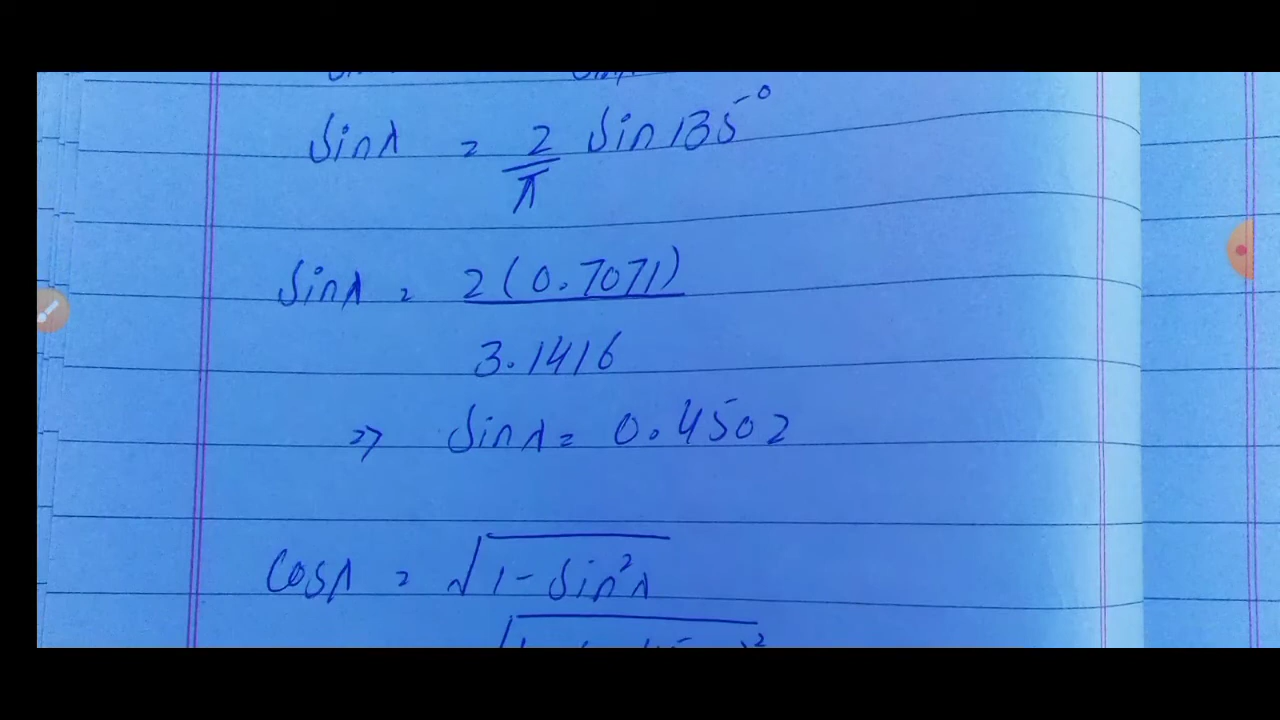 sinλ = 2/π sin135°
sinλ = 2(0.7071)
3.1416
=> sinλ = 0.4502
cosλ = √1-sin²λ